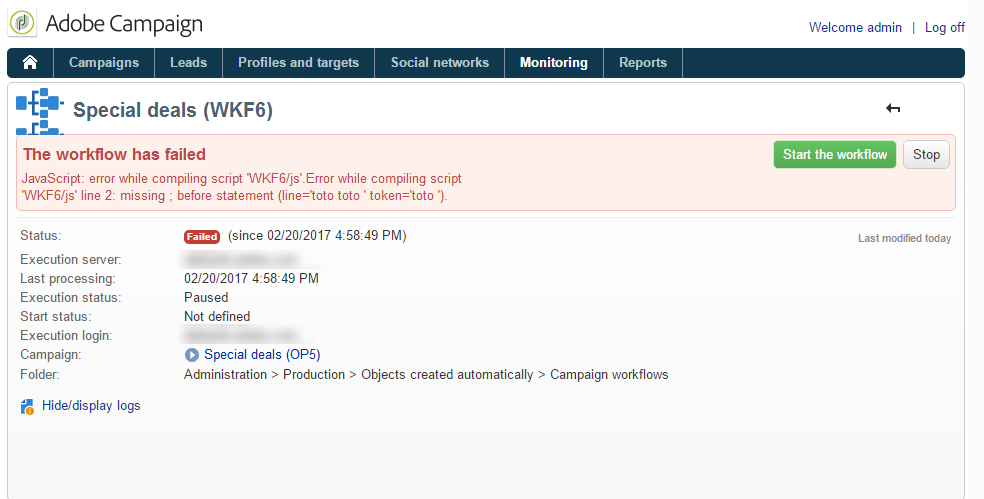 Adobe Campaign
Welcome admin | Log off
Campaigns Leads Profiles and targets Social networks Monitoring Reports
Special deals (WKF6)
The workflow has failed
Start the workflow Stop
JavaScript: error while compiling script 'WKF6/js'.Error while compiling script
'WKF6/js' line 2: missing ; before statement (line='toto toto ' token='toto ').
Status: Failed (since 02/20/2017 4:58:49 PM)
Last modified today
Execution server:
Last processing: 02/20/2017 4:58:49 PM
Execution status: Paused
Start status: Not defined
Execution login:
Campaign: Special deals (OP5)
Folder: Administration > Production > Objects created automatically > Campaign workflows
Hide/display logs